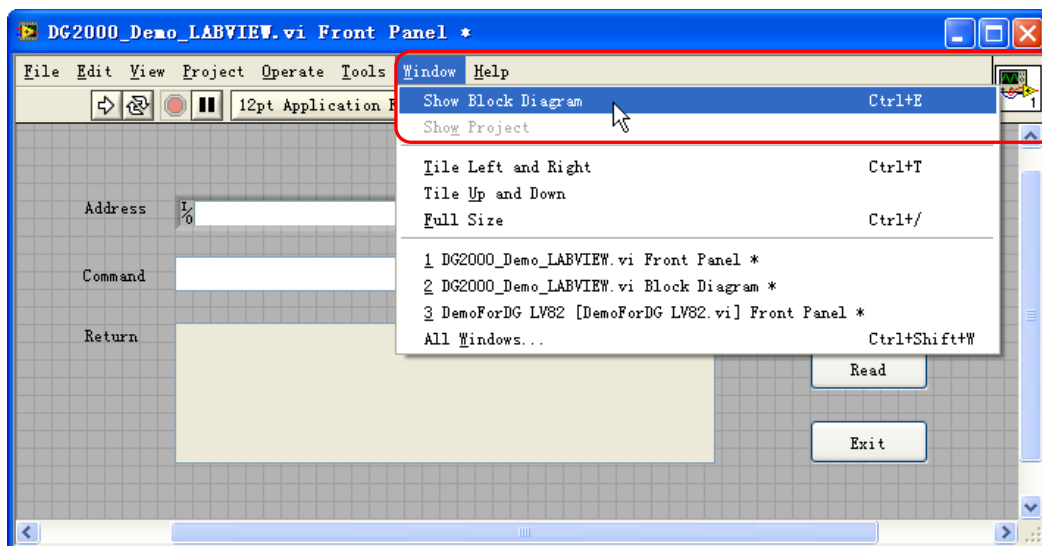 DG2000_Demo_LABVIEW.vi Front Panel *
File Edit View Project Operate Tools Window Help
12pt Application
Show Block Diagram Ctrl+E
Show Project
Tile Left and Right Ctrl+T
Tile Up and Down
Full Size Ctrl+/
1 DG2000_Demo_LABVIEW.vi Front Panel *
2 DG2000_Demo_LABVIEW.vi Block Diagram *
3 DemoForDG LV82 [DemoForDG LV82.vi] Front Panel *
All Windows... Ctrl+Shift+W
1
Address
Command
Return
Read
Exit